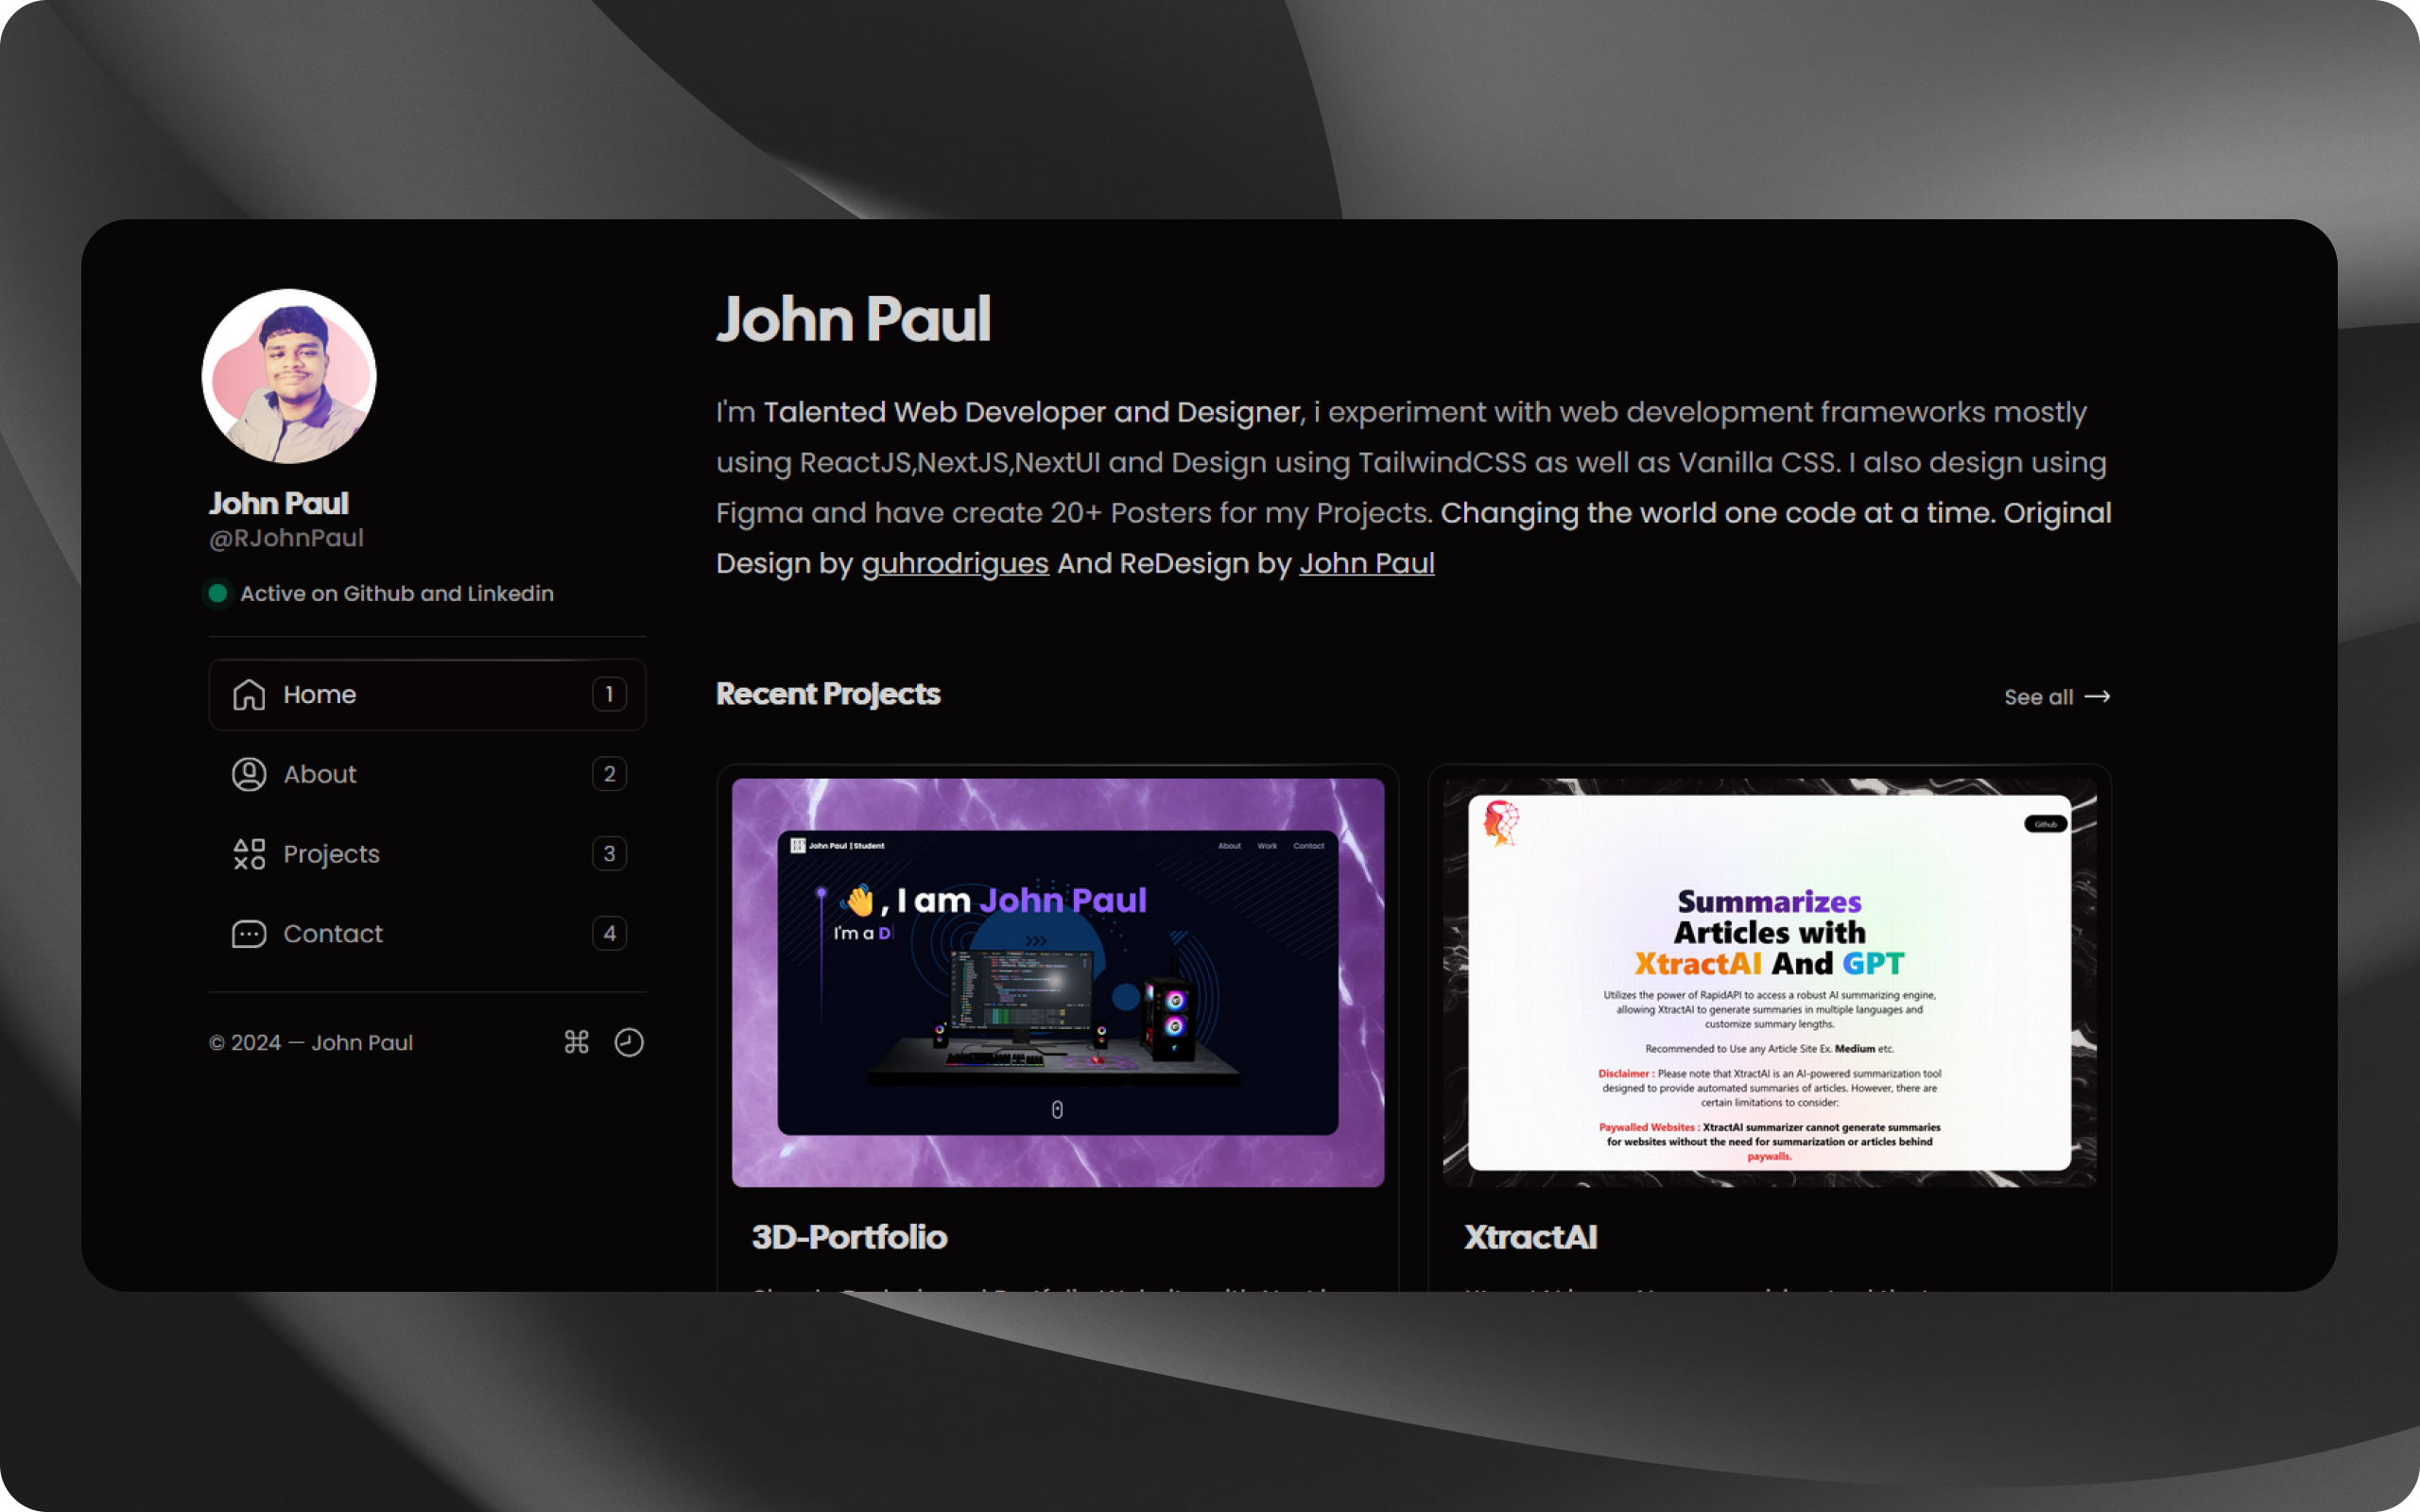 John Paul
@RJohnPaul
Active on Github and Linkedin
Home 1
About 2
Projects 3
Contact 4
© 2024 — John Paul
John Paul
I'm Talented Web Developer and Designer, i experiment with web development frameworks mostly
using ReactJS,NextJS,NextUI and Design using TailwindCSS as well as Vanilla CSS. I also design using
Figma and have create 20+ Posters for my Projects. Changing the world one code at a time. Original
Design by guhrodrigues And ReDesign by John Paul
Recent Projects
See all →
John Paul | Student
About Work Contact
👋, I am John Paul
I'm a D
3D-Portfolio
Github
Summarizes
Articles with
XtractAI And GPT
Utilizes the power of RapidAPI to access a robust AI summarizing engine,
allowing XtractAI to generate summaries in multiple languages and
customize summary lengths.
Recommended to Use any Article Site Ex. Medium etc.
Disclaimer : Please note that XtractAI is an AI-powered summarization tool
designed to provide automated summaries of articles. However, there are
certain limitations to consider:
Paywalled Websites : XtractAI summarizer cannot generate summaries
for websites without the need for summarization or articles behind
paywalls.
XtractAI